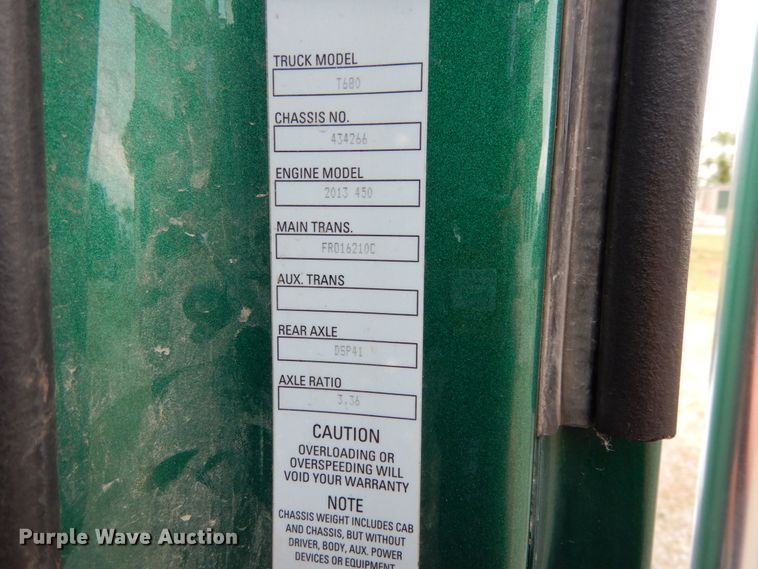 TRUCK MODEL
T680
CHASSIS NO.
434266
ENGINE MODEL
2013 450
MAIN TRANS.
FRO16210C
AUX. TRANS
REAR AXLE
DSP41
AXLE RATIO
3.36
CAUTION
OVERLOADING OR
OVERSPEEDING WILL
VOID YOUR WARRANTY
NOTE
CHASSIS WEIGHT INCLUDES CAB
AND CHASSIS, BUT WITHOUT
DRIVER, BODY, AUX. POWER
DEVICES OR EQUIPMENT
Purple Wave Auction